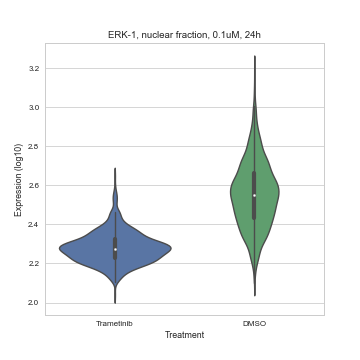 ERK-1, nuclear fraction, 0.1uM, 24h
3.2
3.0
2.8
2.6
2.4
2.2
2.0
Expression (log10)
Trametinib DMSO
Treatment